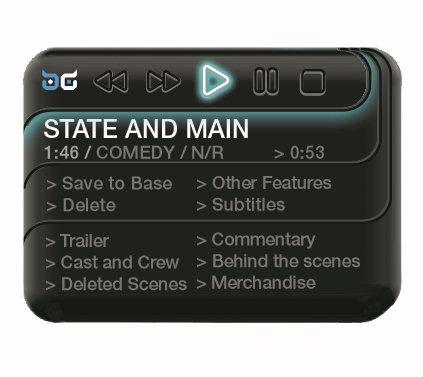 STATE AND MAIN
1:46 / COMEDY / N/R > 0:53
> Save to Base > Other Features
> Delete > Subtitles
> Trailer > Commentary
> Cast and Crew > Behind the scenes
> Deleted Scenes > Merchandise